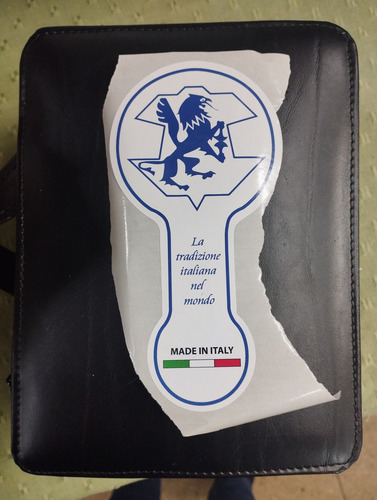 La
tradizione
italiana
nel
mondo
MADE IN ITALY